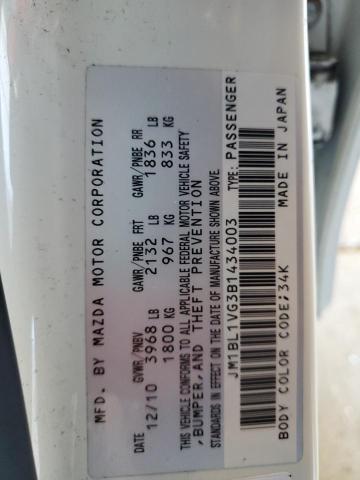 MFD. BY MAZDA MOTOR CORPORATION
DATE GVWR/PNBV GAWR/PNBE FRT GAWR/PNBE RR
12/10 3968 LB 2132 LB 1836 LB
1800 KG 967 KG 833 KG
THIS VEHICLE CONFORMS TO ALL APPLICABLE FEDERAL MOTOR VEHICLE SAFETY
, BUMPER, AND THEFT PREVENTION
STANDARDS IN EFFECT ON THE DATE OF MANUFACTURE SHOWN ABOVE.
JM1BL1VG3B1434003 TYPE: PASSENGER
BODY COLOR CODE;34K MADE IN JAPAN